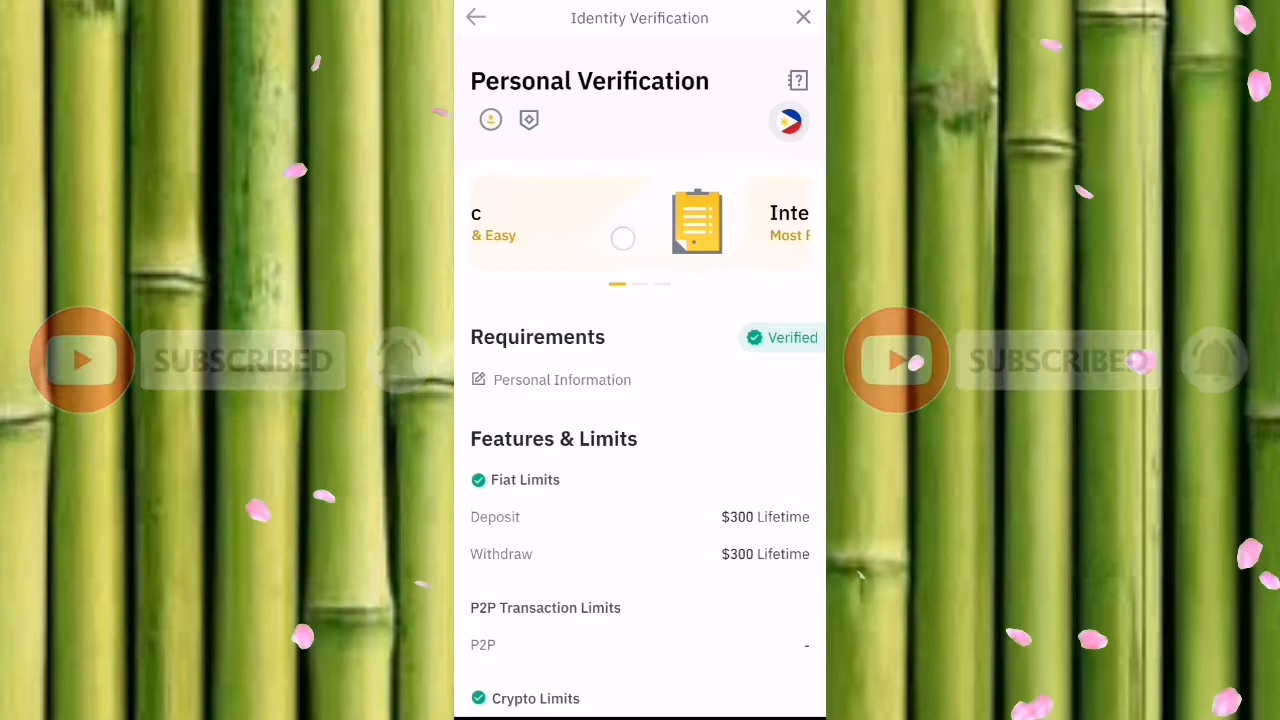 Identity Verification
Personal Verification
c
& Easy
Inte
Most F
Requirements
Verified
Personal Information
Features & Limits
Fiat Limits
Deposit
$300 Lifetime
Withdraw
$300 Lifetime
P2P Transaction Limits
P2P
-
Crypto Limits
SUBSCRIBED
SUBSCRIBED